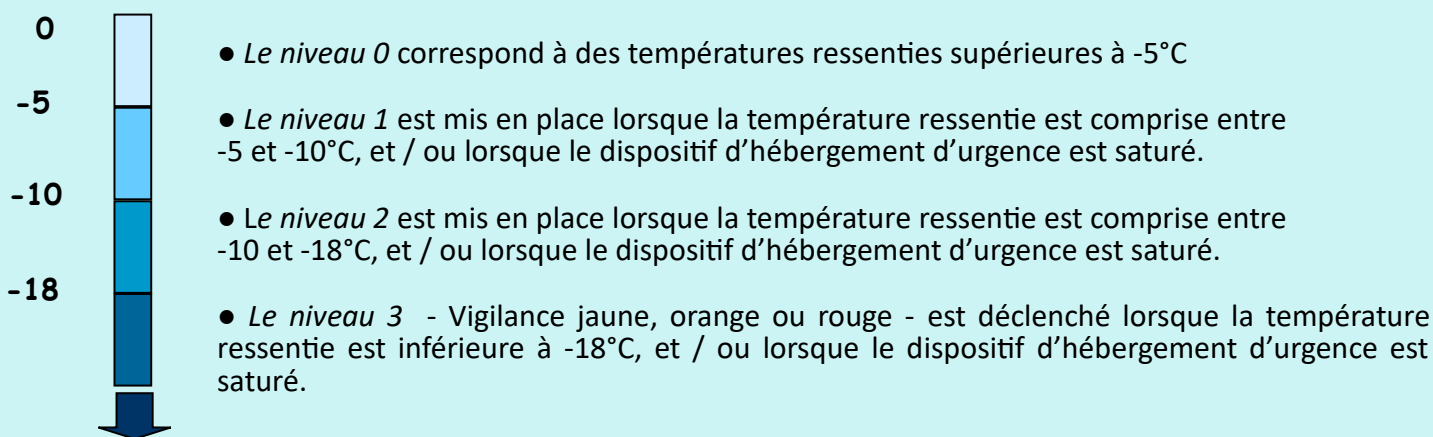 0
● Le niveau 0 correspond à des températures ressenties supérieures à -5°C
-5
● Le niveau 1 est mis en place lorsque la température ressentie est comprise entre
-5 et -10°C, et / ou lorsque le dispositif d’hébergement d’urgence est saturé.
-10
● Le niveau 2 est mis en place lorsque la température ressentie est comprise entre
-10 et -18°C, et / ou lorsque le dispositif d’hébergement d’urgence est saturé.
-18
● Le niveau 3 - Vigilance jaune, orange ou rouge - est déclenché lorsque la température
ressentie est inférieure à -18°C, et / ou lorsque le dispositif d’hébergement d’urgence est
saturé.